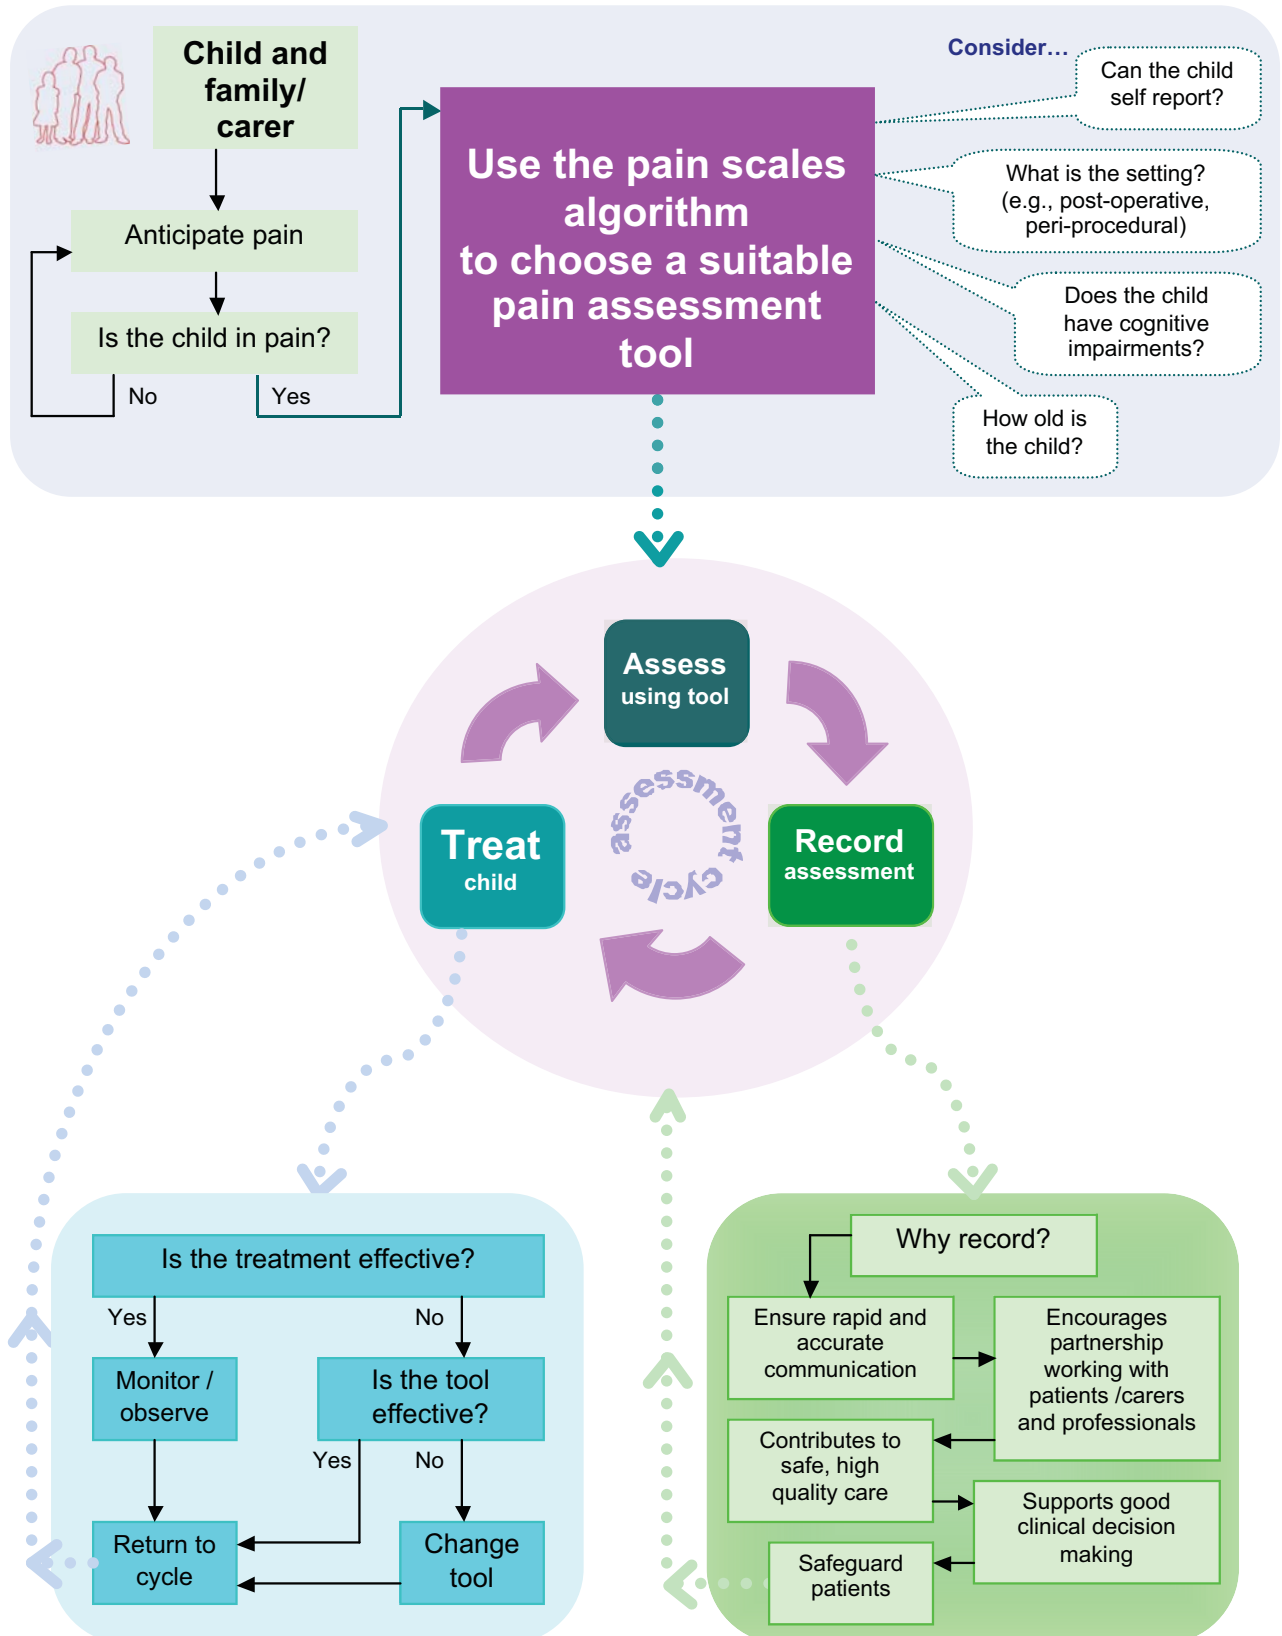 Child and
family/
carer
Anticipate pain
Is the child in pain?
No
Yes
Use the pain scales
algorithm
to choose a suitable
pain assessment
tool
Consider…
Can the child
self report?
What is the setting?
(e.g., post-operative,
peri-procedural)
Does the child
have cognitive
impairments?
How old is
the child?
Assess
using tool
Record
assessment
Treat
child
assessment cycle
Is the treatment effective?
Yes
No
Monitor /
observe
Is the tool
effective?
Yes
No
Return to
cycle
Change
tool
Why record?
Ensure rapid and
accurate
communication
Encourages
partnership
working with
patients /carers
and professionals
Contributes to
safe, high
quality care
Supports good
clinical decision
making
Safeguard
patients